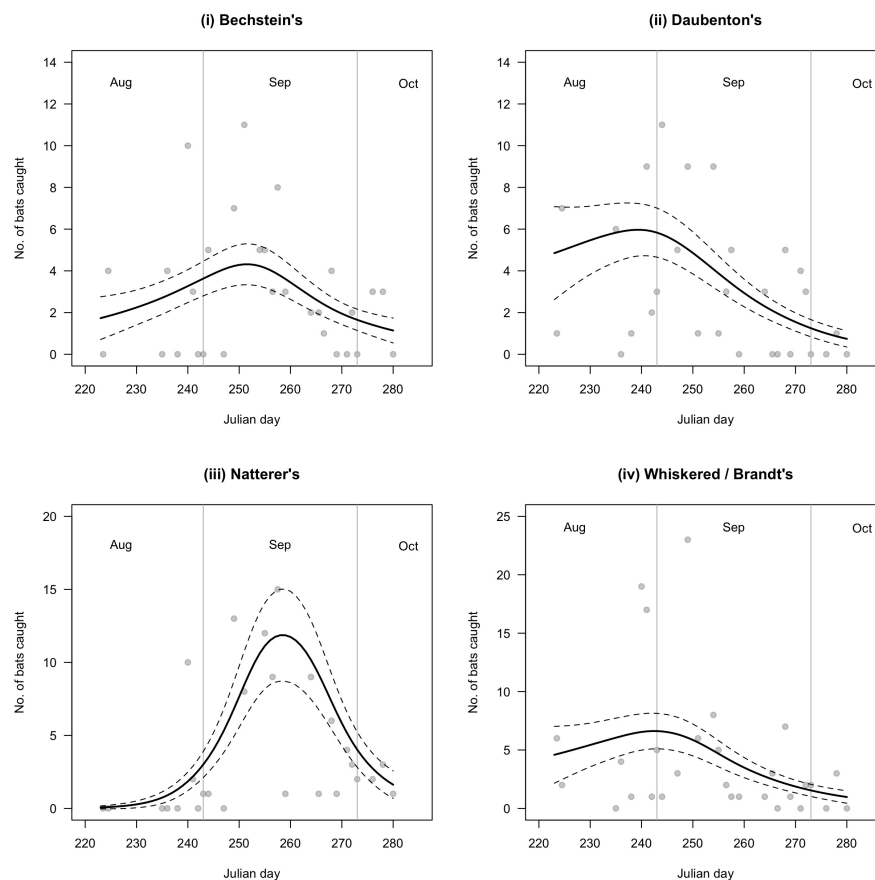 (i) Bechstein's
14
12
10
8
6
4
2
0
No. of bats caught
Aug
Sep
Oct
220 230 240 250 260 270 280
Julian day
(ii) Daubenton's
14
12
10
8
6
4
2
0
No. of bats caught
Aug
Sep
Oct
220 230 240 250 260 270 280
Julian day
(iii) Natterer's
20
15
10
5
0
No. of bats caught
Aug
Sep
Oct
220 230 240 250 260 270 280
Julian day
(iv) Whiskered / Brandt's
25
20
15
10
5
0
No. of bats caught
Aug
Sep
Oct
220 230 240 250 260 270 280
Julian day